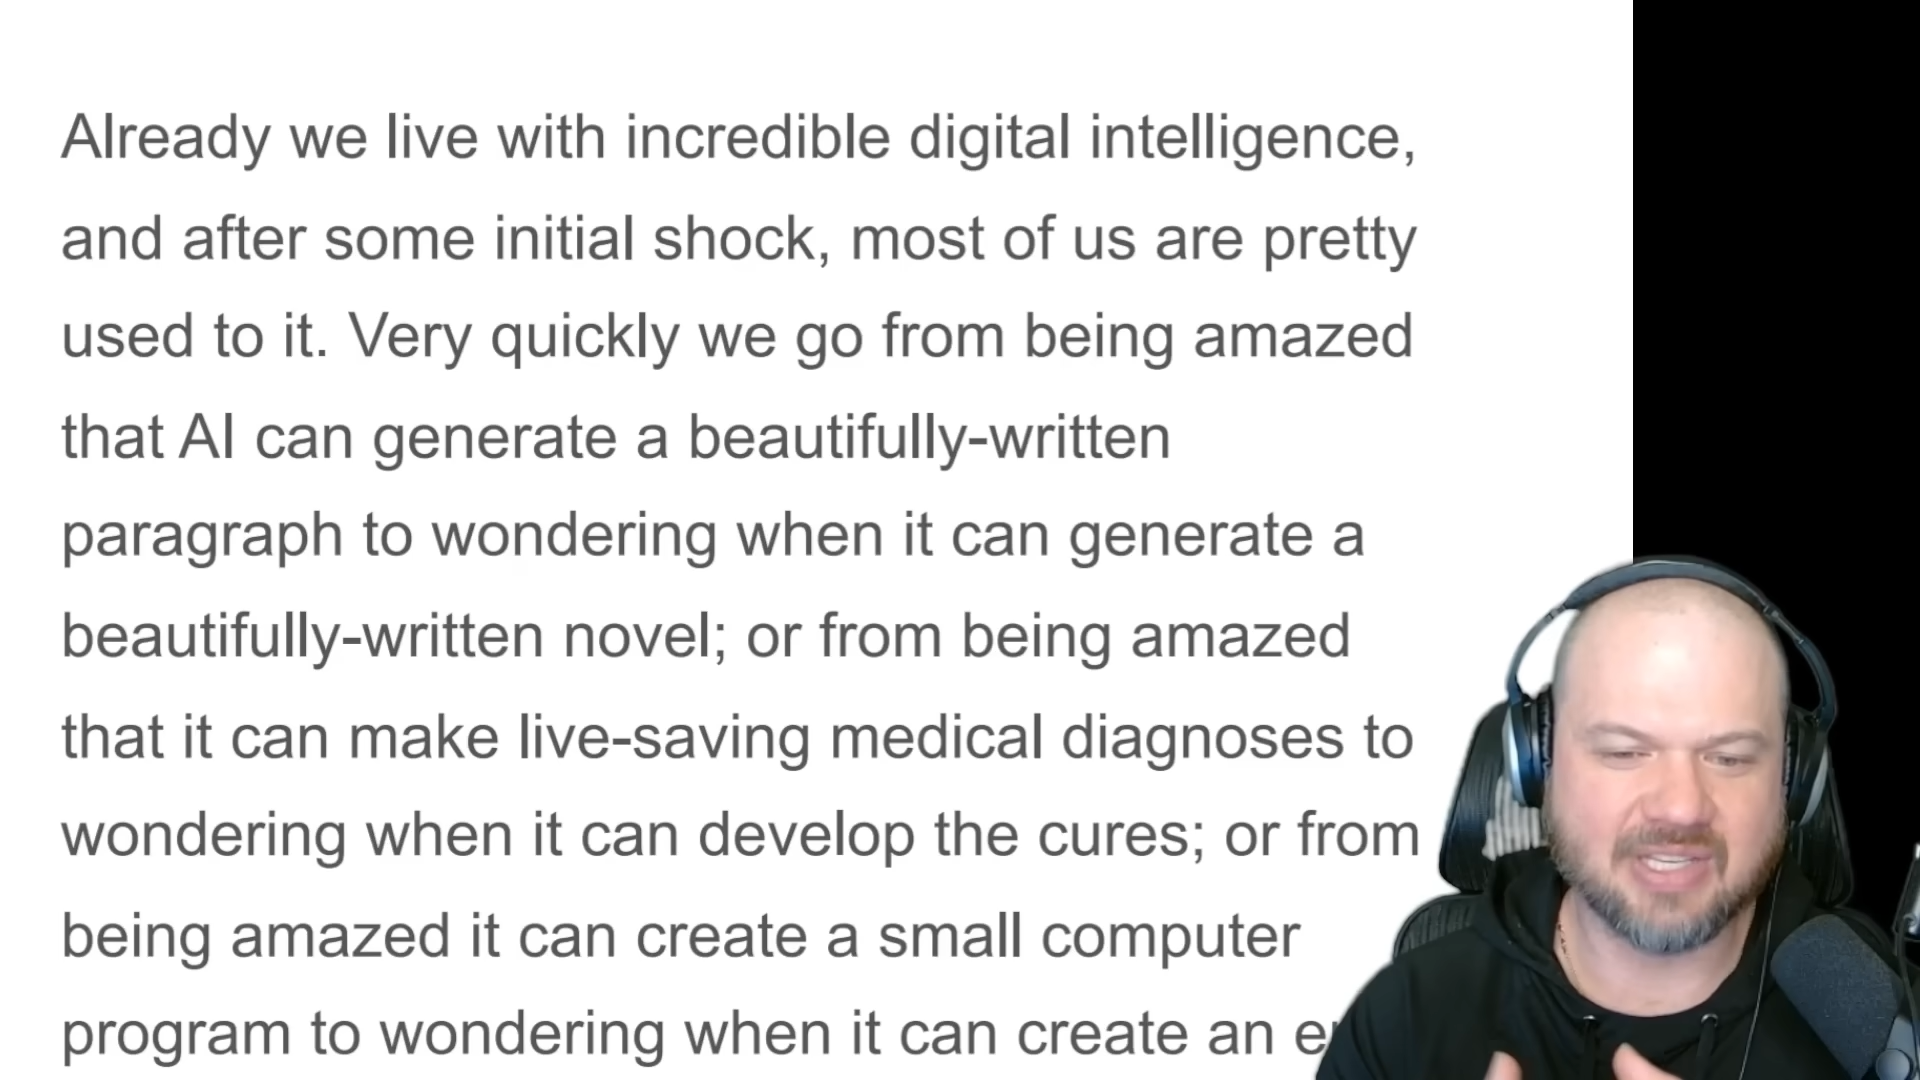 Already we live with incredible digital intelligence,
and after some initial shock, most of us are pretty
used to it. Very quickly we go from being amazed
that AI can generate a beautifully-written
paragraph to wondering when it can generate a
beautifully-written novel; or from being amazed
that it can make live-saving medical diagnoses to
wondering when it can develop the cures; or from
being amazed it can create a small computer
program to wondering when it can create an